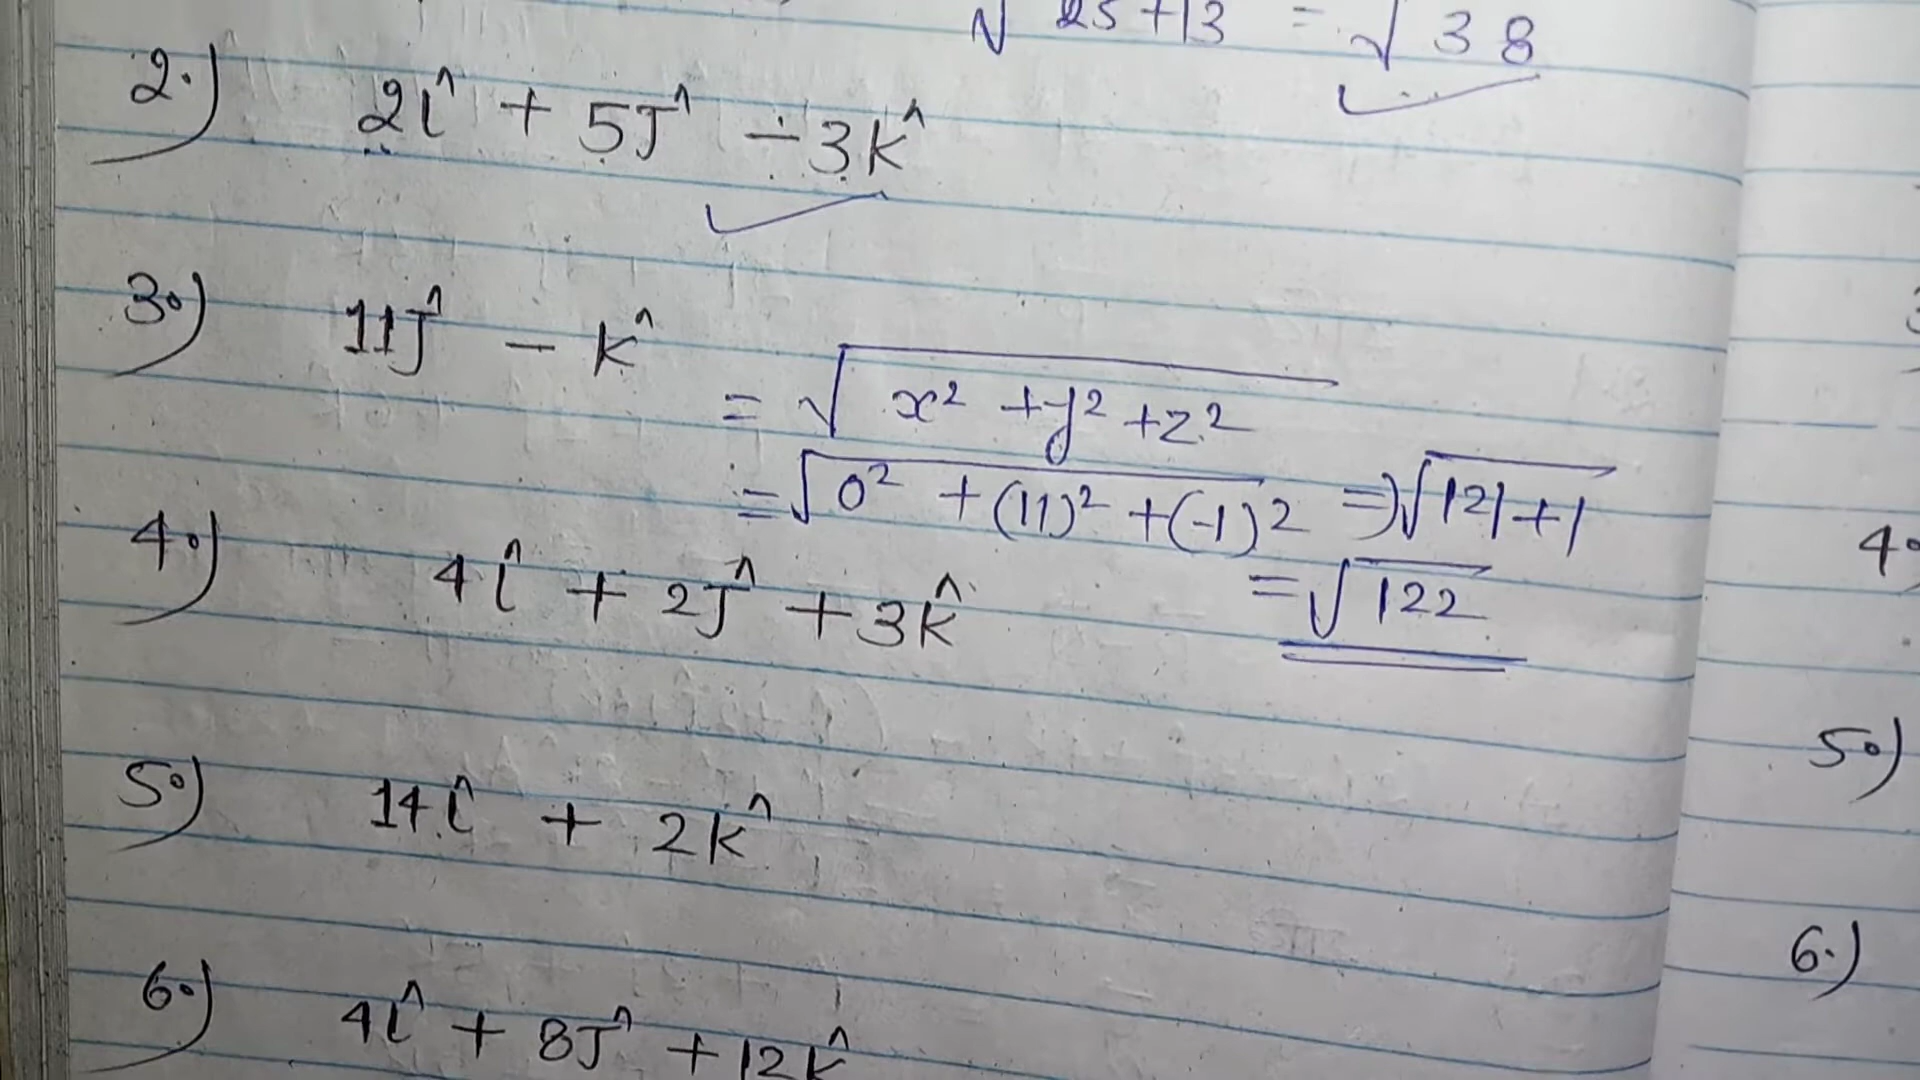 √25+13 = √38
2.) 2î + 5ĵ - 3k̂
3.) 11ĵ - k̂
= √x² + y² + z²
= √0² + (11)² + (-1)² => √121+1
= √122
4.) 4î + 2ĵ + 3k̂
5.) 14î + 2k̂
6.) 4î + 8ĵ + 12k̂
4
5.)
6.)